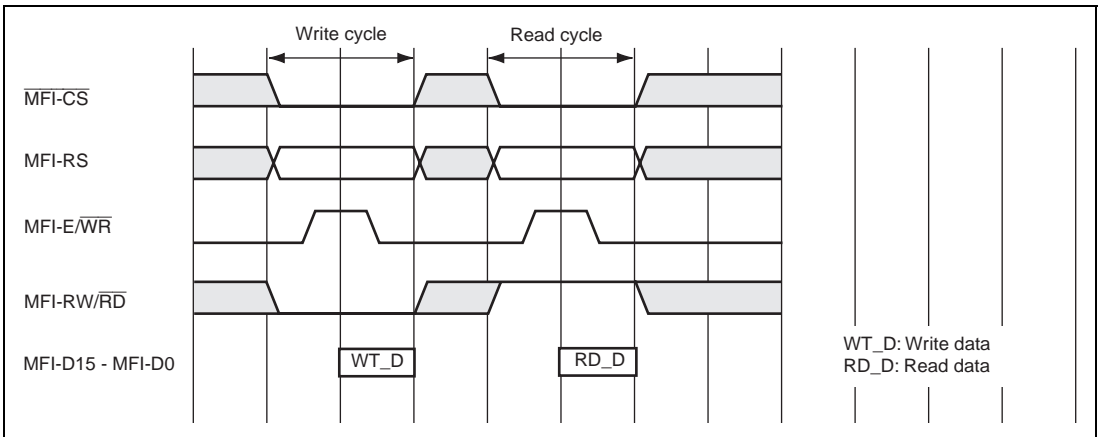 Write cycle Read cycle
MFI-CS
MFI-RS
MFI-E/WR
MFI-RW/RD
MFI-D15 - MFI-D0 WT_D RD_D
WT_D: Write data
RD_D: Read data